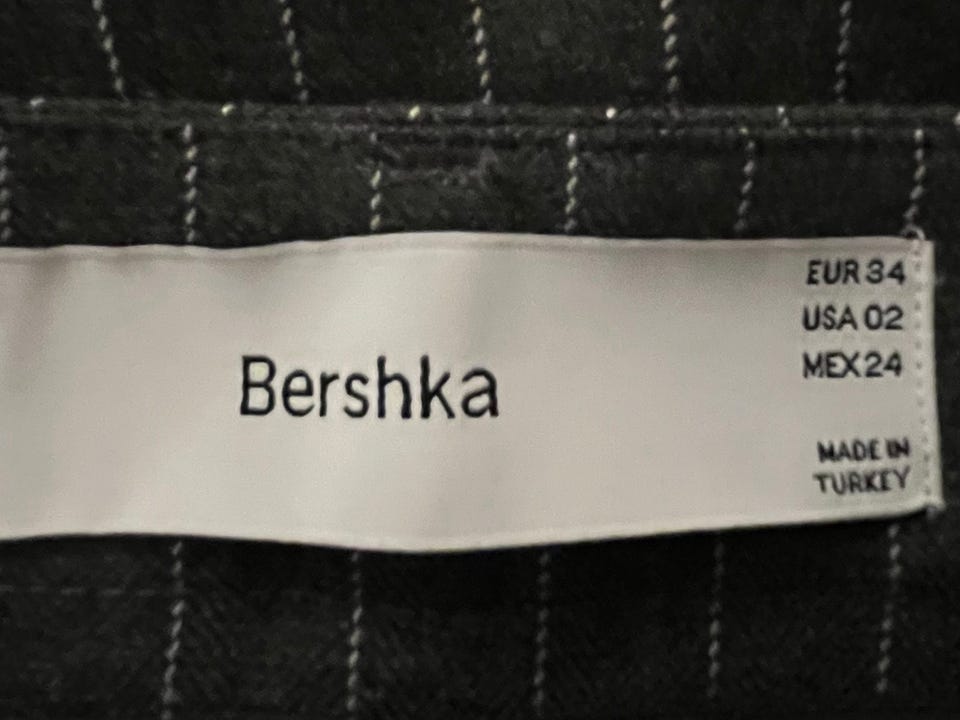 Bershka
EUR 34
USA 02
MEX 24
MADE IN
TURKEY